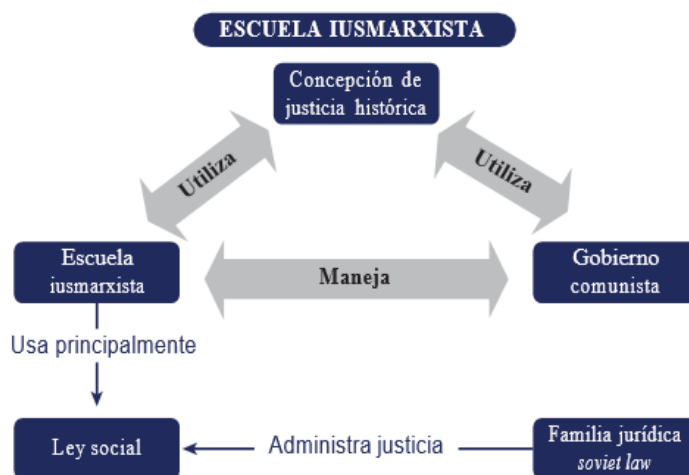 ESCUELA IUSMARXISTA
Concepción de
justicia histórica
Utiliza
Utiliza
Escuela
iusmarxista
Maneja
Gobierno
comunista
Usa principalmente
Ley social
Administra justicia
Familia jurídica
soviet law